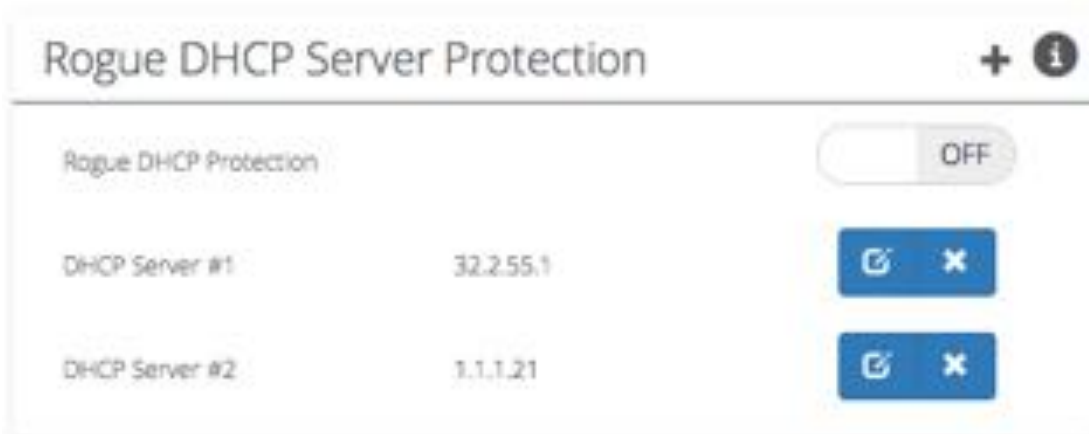 Rogue DHCP Server Protection
Rogue DHCP Protection OFF
DHCP Server #1 32.2.55.1
DHCP Server #2 1.1.1.21